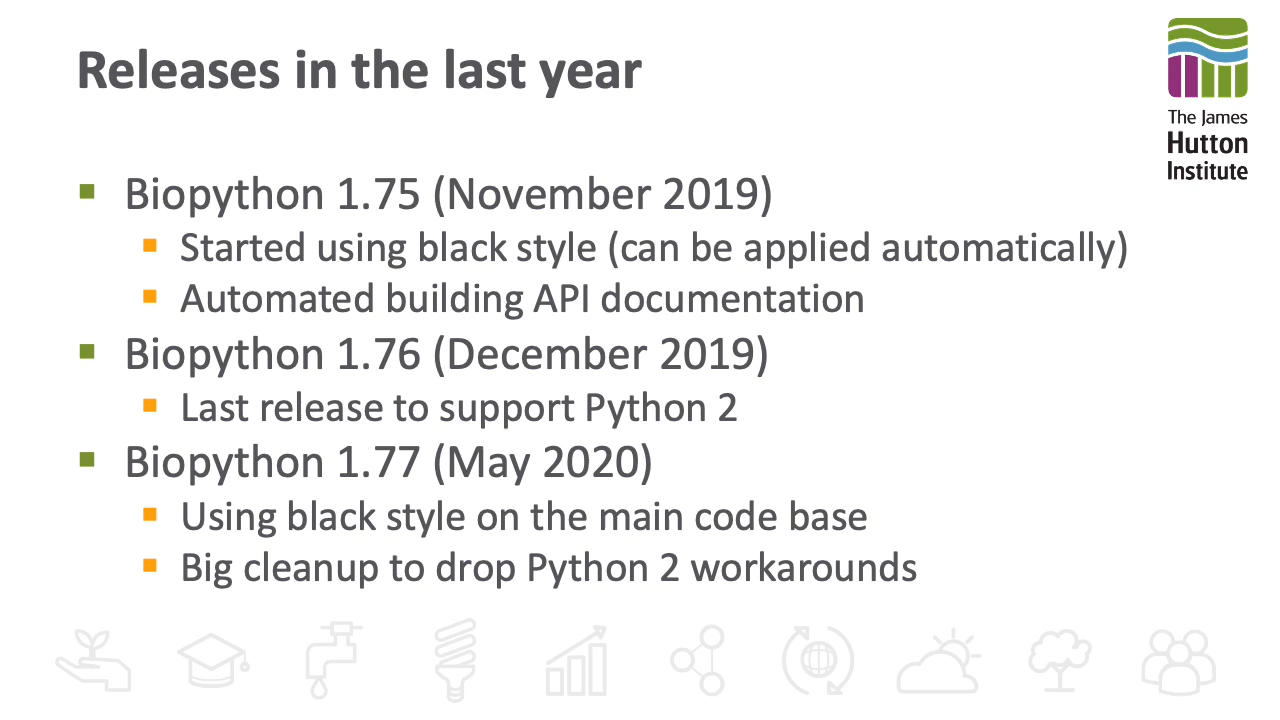 Releases in the last year
The James
Hutton
Institute
Biopython 1.75 (November 2019)
Started using black style (can be applied automatically)
Automated building API documentation
Biopython 1.76 (December 2019)
Last release to support Python 2
Biopython 1.77 (May 2020)
Using black style on the main code base
Big cleanup to drop Python 2 workarounds